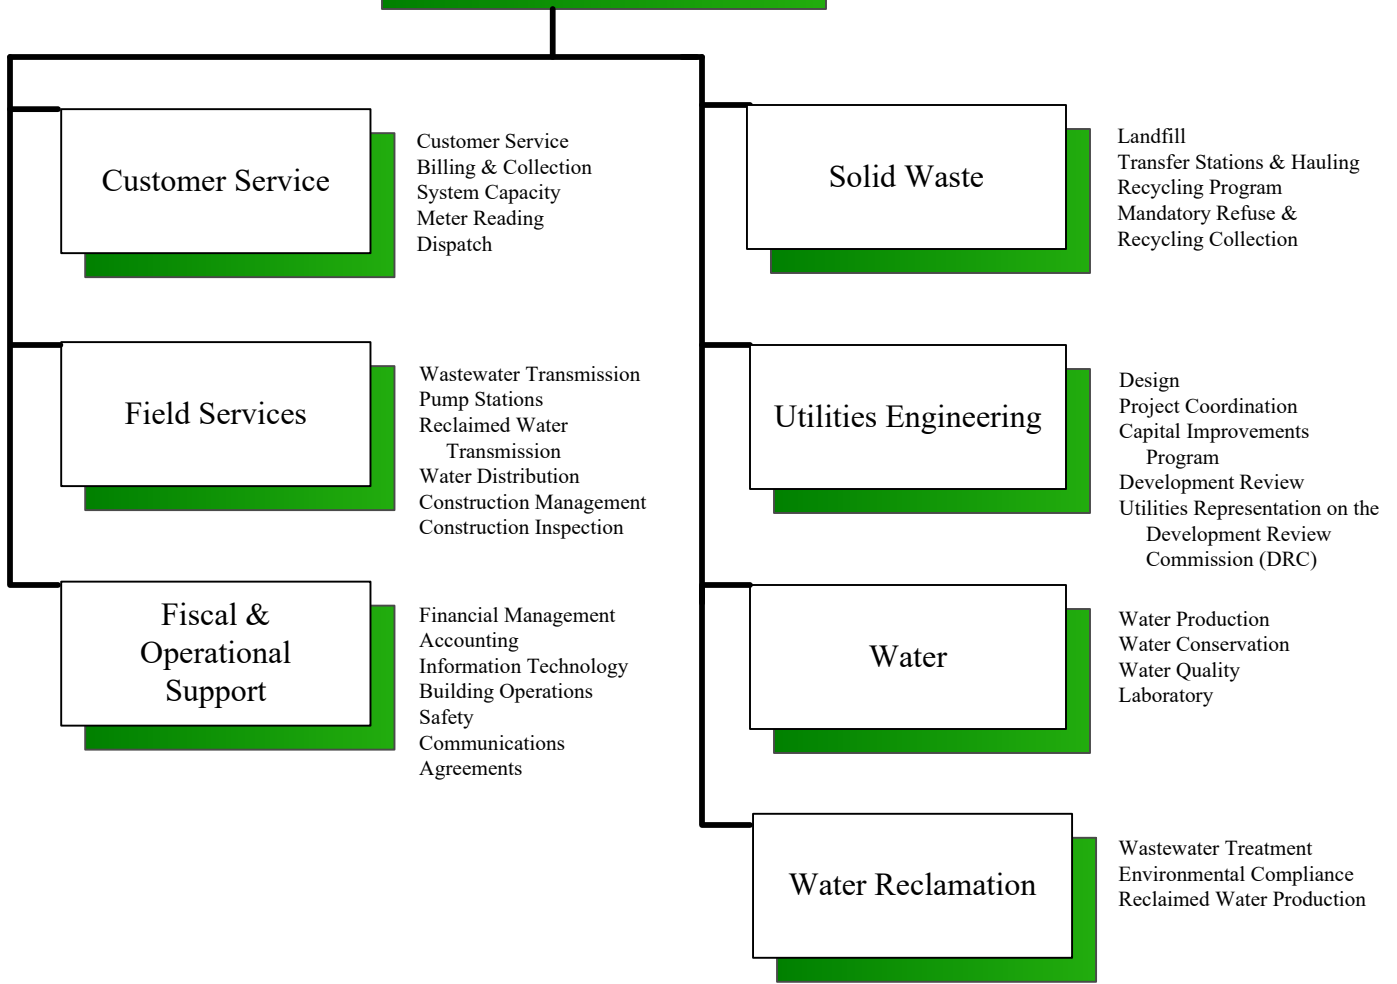 Customer Service
Customer Service
Billing & Collection
System Capacity
Meter Reading
Dispatch
Field Services
Wastewater Transmission
Pump Stations
Reclaimed Water
Transmission
Water Distribution
Construction Management
Construction Inspection
Fiscal &
Operational
Support
Financial Management
Accounting
Information Technology
Building Operations
Safety
Communications
Agreements
Solid Waste
Landfill
Transfer Stations & Hauling
Recycling Program
Mandatory Refuse &
Recycling Collection
Utilities Engineering
Design
Project Coordination
Capital Improvements
Program
Development Review
Utilities Representation on the
Development Review
Commission (DRC)
Water
Water Production
Water Conservation
Water Quality
Laboratory
Water Reclamation
Wastewater Treatment
Environmental Compliance
Reclaimed Water Production